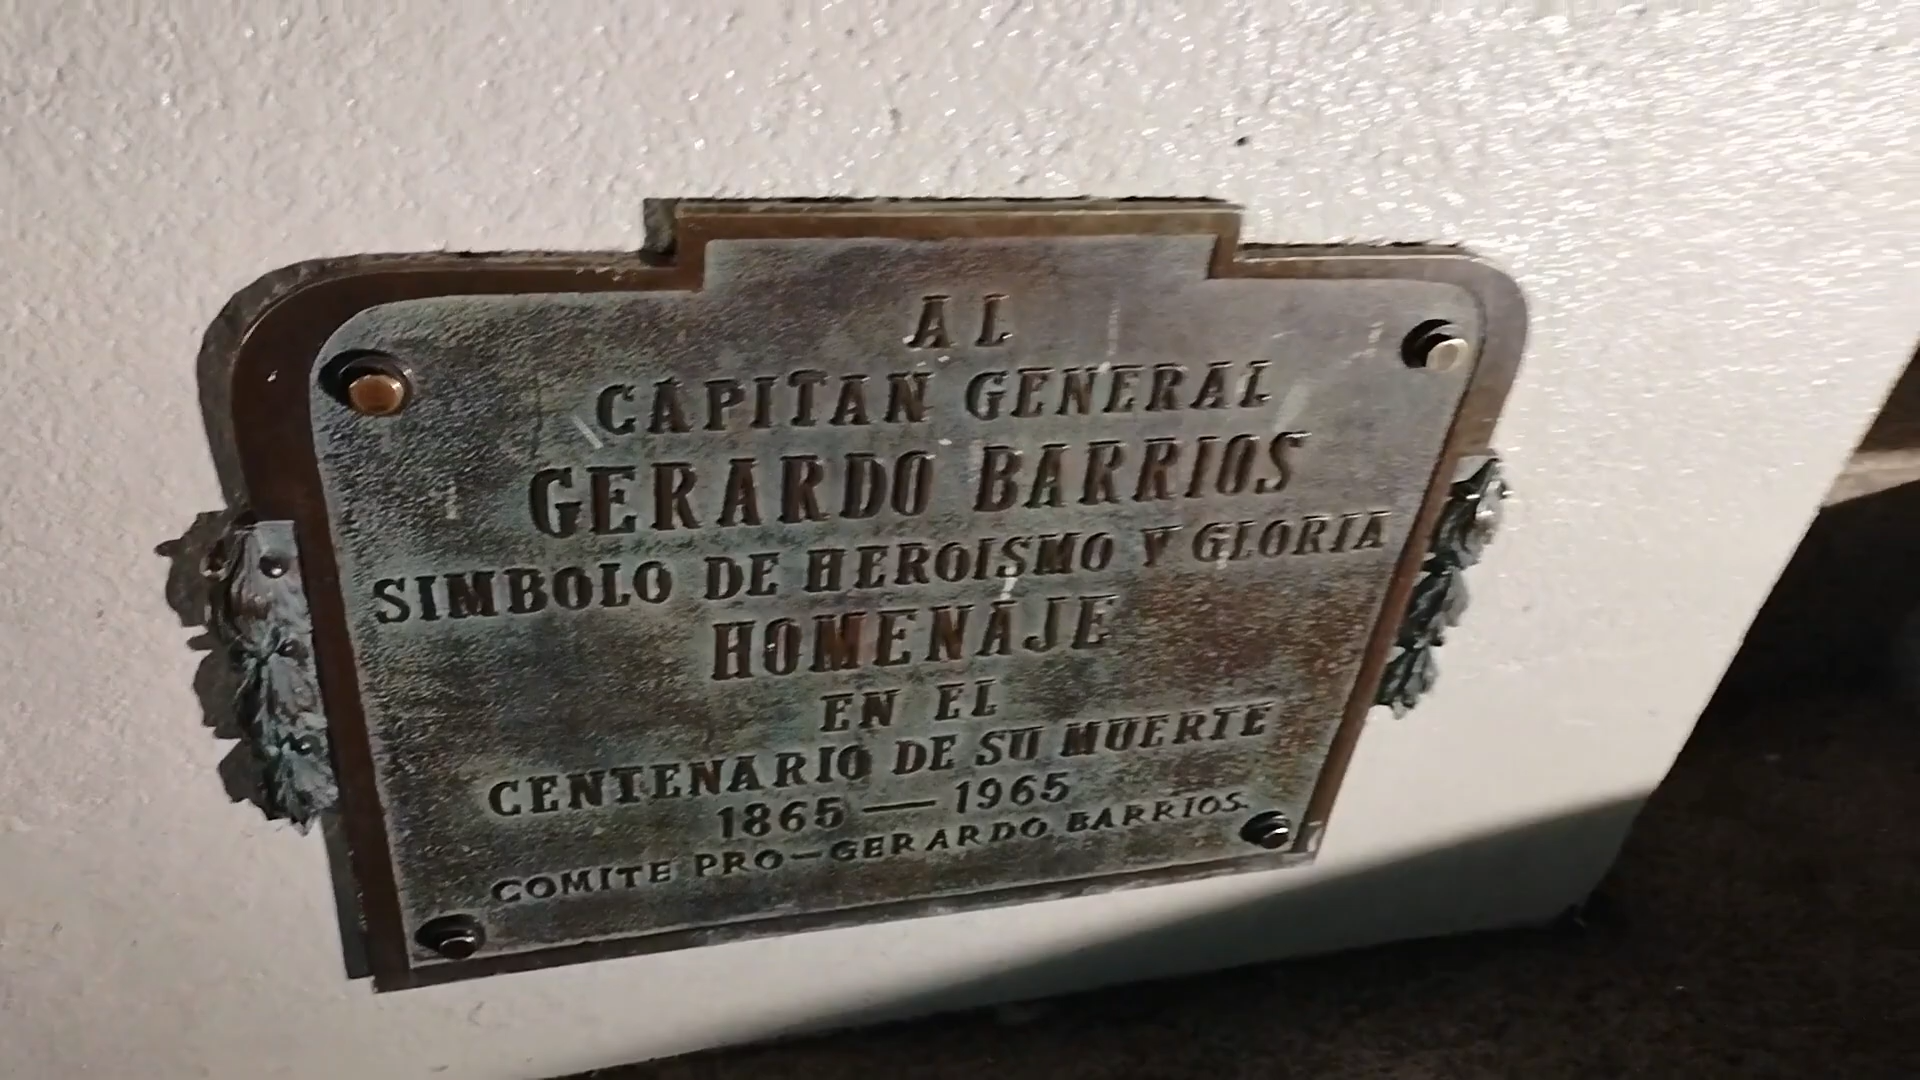 AL
CAPITAN GENERAL
GERARDO BARRIOS
SIMBOLO DE HEROISMO Y GLORIA
HOMENAJE
EN EL
CENTENARIO DE SU MUERTE
1865 — 1965
COMITE PRO-GERARDO BARRIOS.